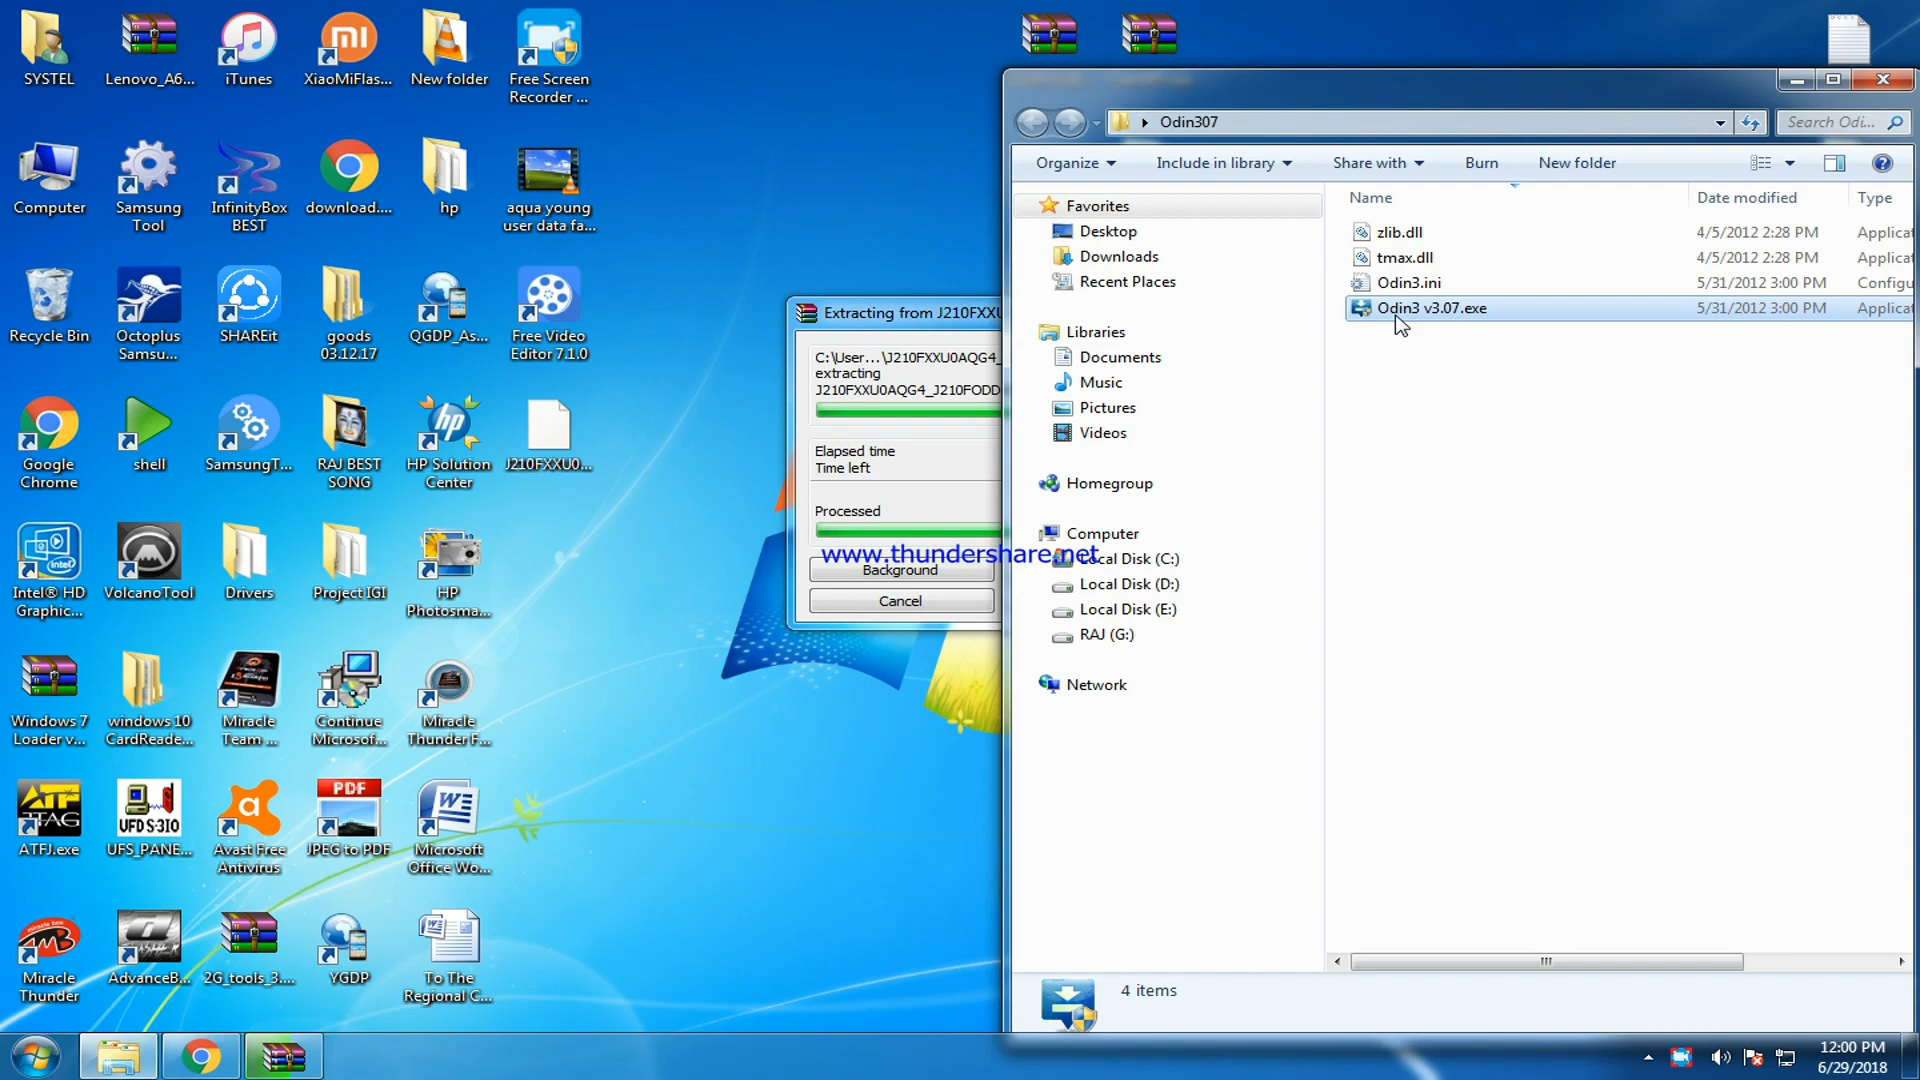 SYSTEL
Lenovo_A6...
iTunes
XiaoMiFlas...
New folder
Free Screen
Recorder ...
Computer
Samsung
Tool
InfinityBox
BEST
download....
hp
aqua young
user data fa...
Recycle Bin
Octoplus
Samsu...
SHAREit
goods
03.12.17
QGDP_As...
Free Video
Editor 7.1.0
Google
Chrome
shell
SamsungT...
RAJ BEST
SONG
HP Solution
Center
J210FXXU0...
Intel® HD
Graphic...
VolcanoTool
Drivers
Project IGI
HP
Photosma...
Windows 7
Loader v...
windows 10
CardReade...
Miracle
Team ...
Continue
Microsof...
Miracle
Thunder F...
ATFJ.exe
UFS_PANE...
Avast Free
Antivirus
JPEG to PDF
Microsoft
Office Wo...
Miracle
Thunder
AdvanceB...
2G_tools_3....
YGDP
To The
Regional C...
Extracting from J210FXXU
C:\User...\J210FXXU0AQG4_
extracting
J210FXXU0AQG4_J210FODD
Elapsed time
Time left
Processed
www.thundershare.net
Background
Cancel
Odin307
Search Odi...
Organize
Include in library
Share with
Burn
New folder
Favorites
Desktop
Downloads
Recent Places
Libraries
Documents
Music
Pictures
Videos
Homegroup
Computer
Local Disk (C:)
Local Disk (D:)
Local Disk (E:)
RAJ (G:)
Network
Name Date modified Type
zlib.dll 4/5/2012 2:28 PM Applicat
tmax.dll 4/5/2012 2:28 PM Applicat
Odin3.ini 5/31/2012 3:00 PM Configu
Odin3 v3.07.exe 5/31/2012 3:00 PM Applicat
4 items
12:00 PM
6/29/2018